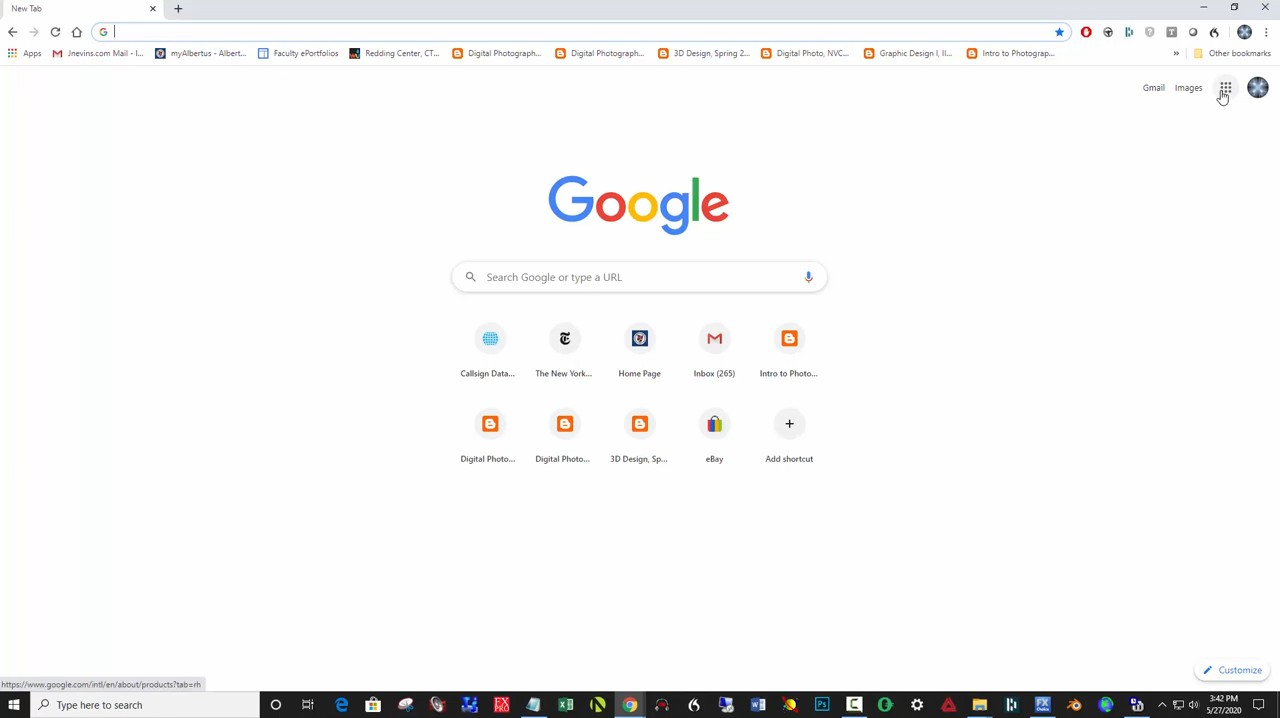 New Tab
Apps
Jnevins.com Mail - I...
myAlbertus - Albert...
Faculty ePortfolios
Redding Center, CT...
Digital Photograph...
Digital Photograph...
3D Design, Spring 2...
Digital Photo, NVC...
Graphic Design I, II...
Intro to Photograp...
»
Other bookmarks
Gmail
Images
Google
Search Google or type a URL
Callsign Data...
The New York...
Home Page
Inbox (265)
Intro to Photo...
Digital Photo...
Digital Photo...
3D Design, Sp...
eBay
Add shortcut
Customize
https://www.google.com/intl/en/about/products?tab=rh
Type here to search
3:42 PM
5/27/2020